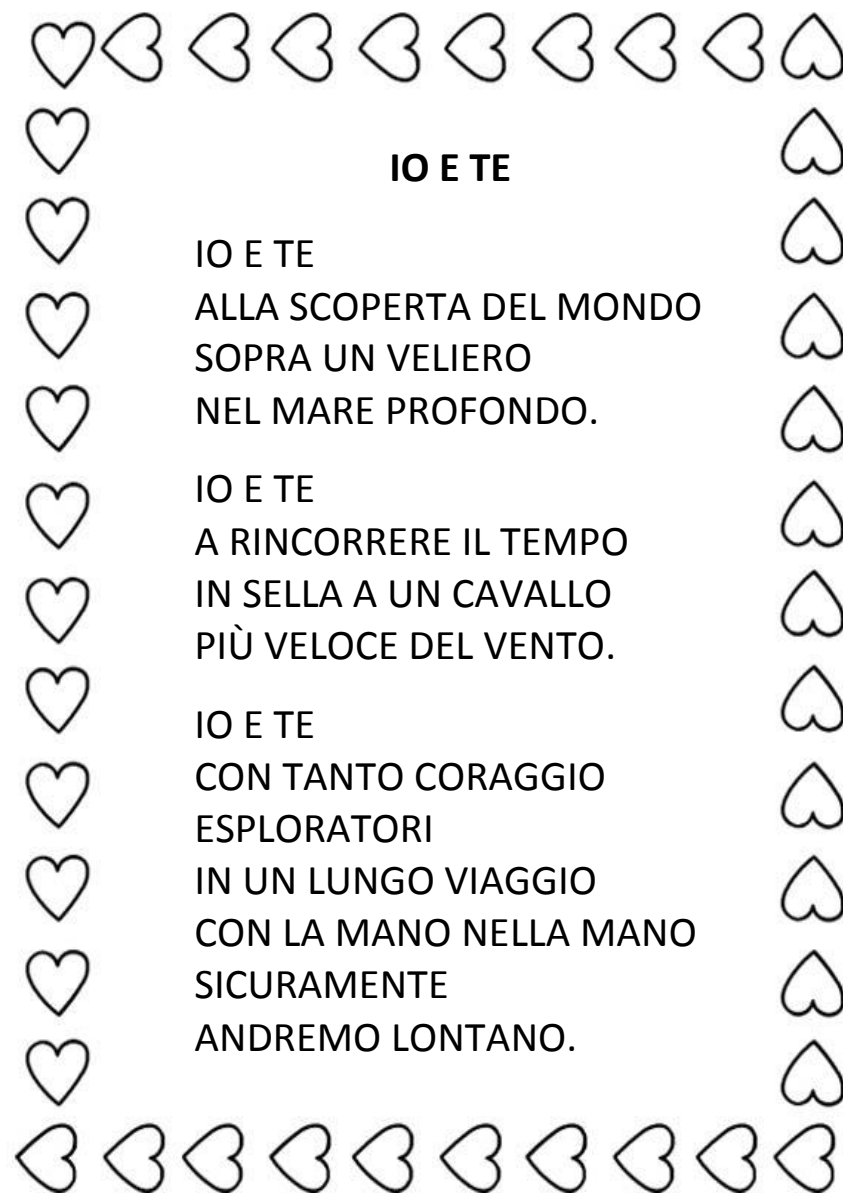 IO E TE
IO E TE
ALLA SCOPERTA DEL MONDO
SOPRA UN VELIERO
NEL MARE PROFONDO.
IO E TE
A RINCORRERE IL TEMPO
IN SELLA A UN CAVALLO
PIÙ VELOCE DEL VENTO.
IO E TE
CON TANTO CORAGGIO
ESPLORATORI
IN UN LUNGO VIAGGIO
CON LA MANO NELLA MANO
SICURAMENTE
ANDREMO LONTANO.